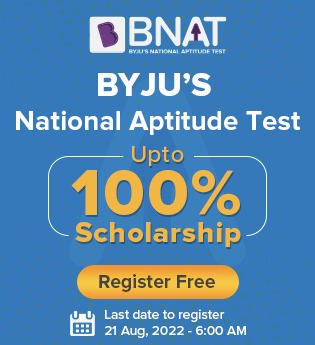 BNAT
BYJU'S NATIONAL APTITUDE TEST
BYJU'S
National Aptitude Test
Upto
100%
Scholarship
Register Free
Last date to register
21 Aug, 2022 - 6:00 AM